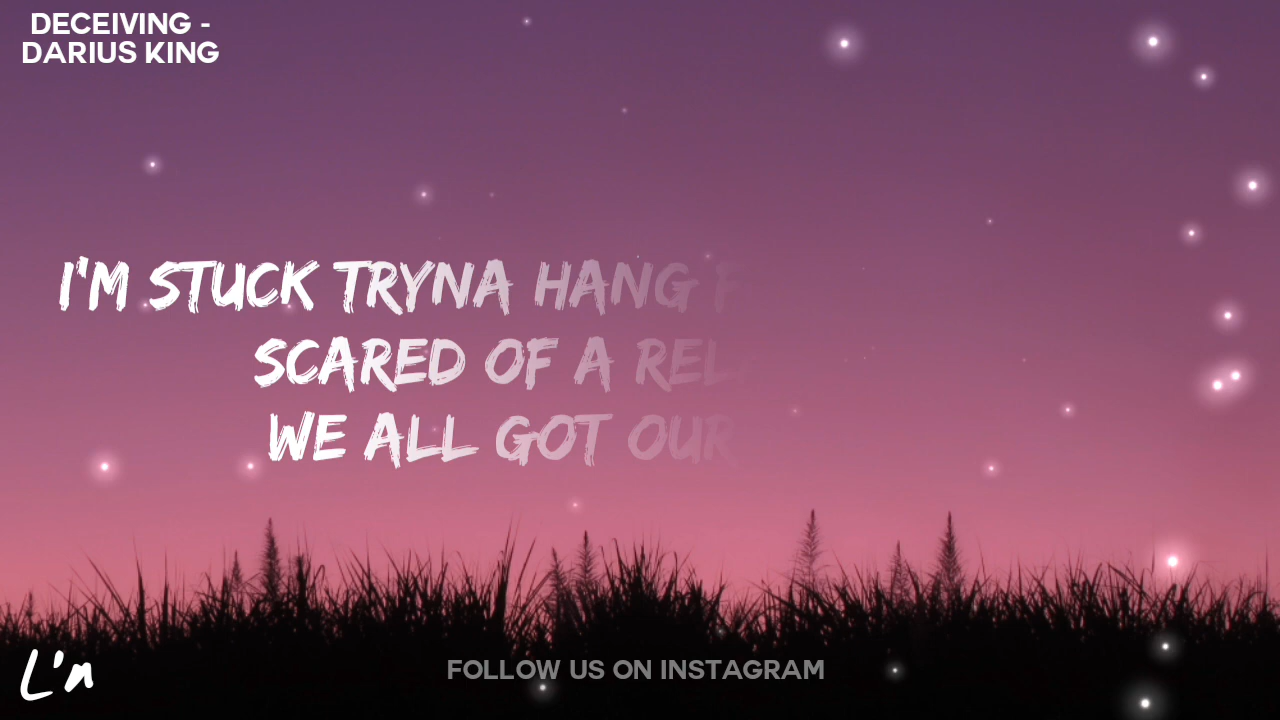 DECEIVING -
DARIUS KING
I'M STUCK TRYNA HANG
SCARED OF A
WE ALL GOT OUR
L'n
FOLLOW US ON INSTAGRAM